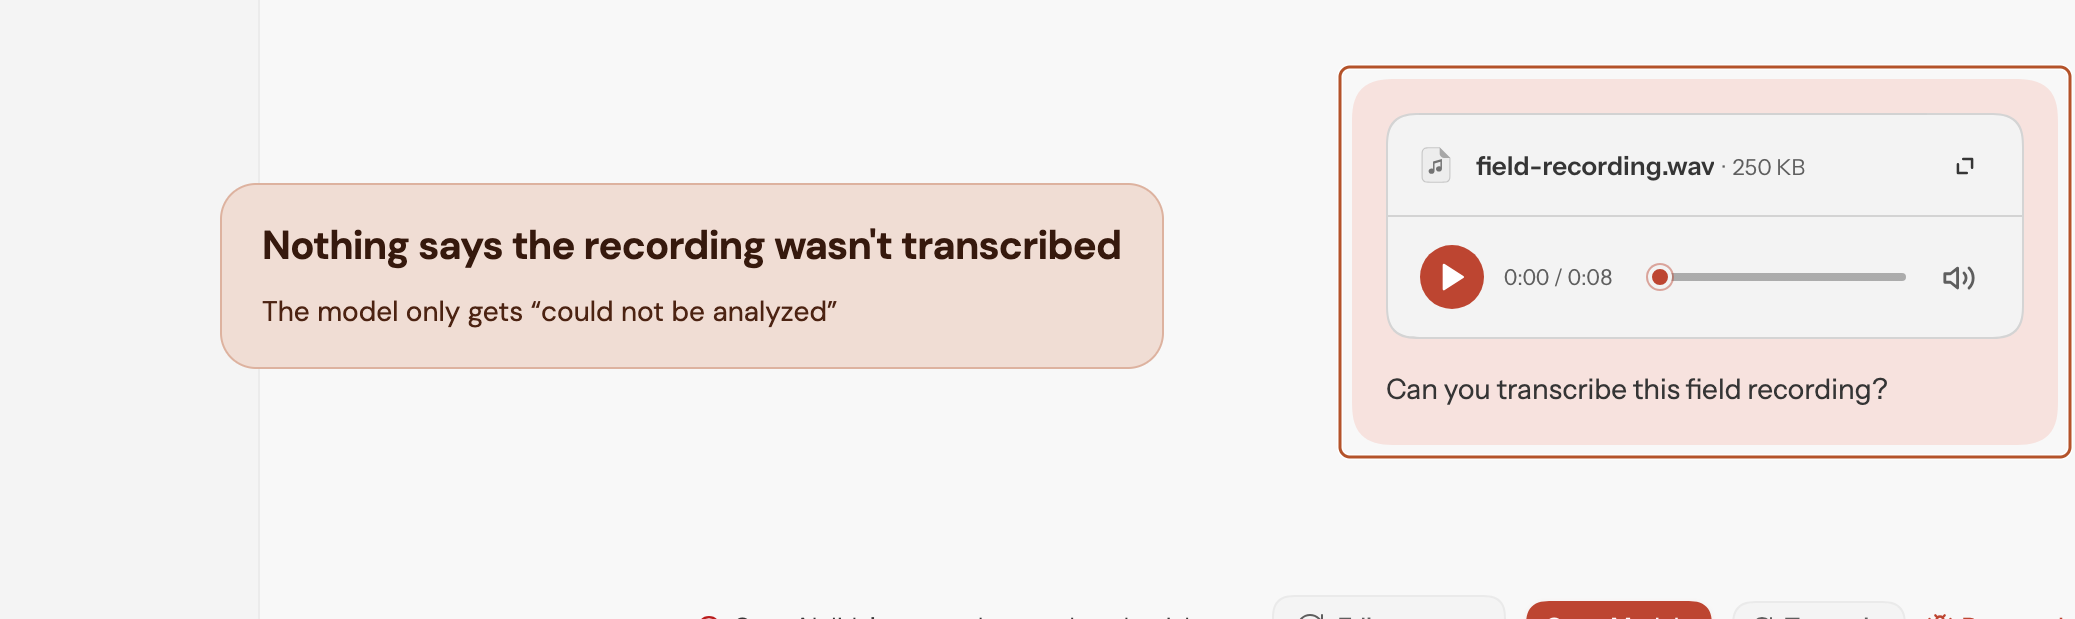 Nothing says the recording wasn't transcribed
The model only gets “could not be analyzed”
field-recording.wav · 250 KB
0:00 / 0:08
Can you transcribe this field recording?